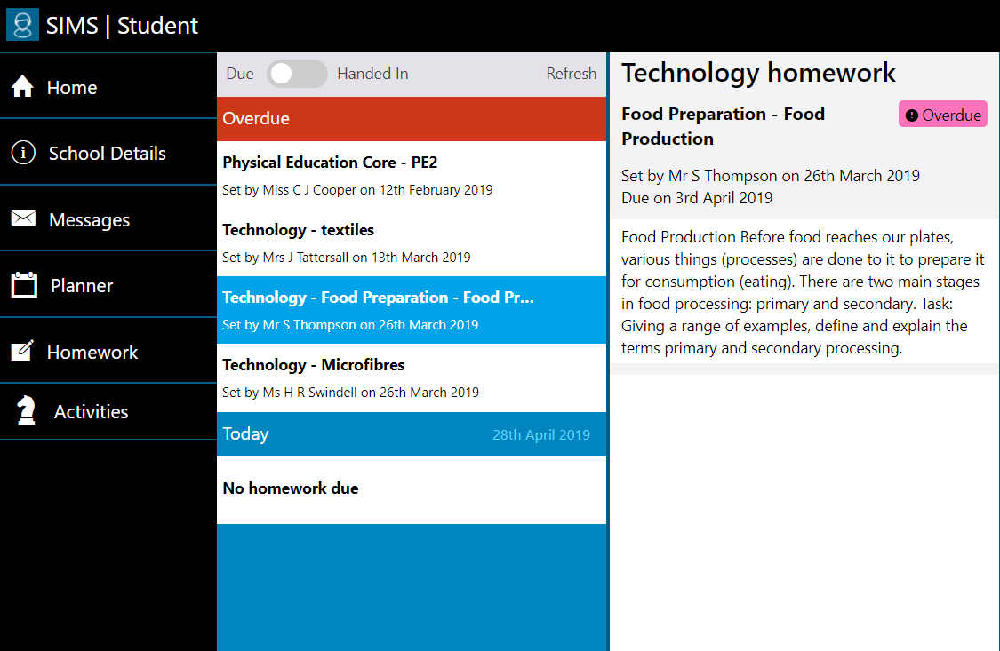 SIMS | Student
Home
School Details
Messages
Planner
Homework
Activities
Due
Handed In
Refresh
Overdue
Physical Education Core - PE2
Set by Miss C J Cooper on 12th February 2019
Technology - textiles
Set by Mrs J Tattersall on 13th March 2019
Technology - Food Preparation - Food Pr...
Set by Mr S Thompson on 26th March 2019
Technology - Microfibres
Set by Ms H R Swindell on 26th March 2019
Today
28th April 2019
No homework due
Technology homework
Food Preparation - Food
Production
Overdue
Set by Mr S Thompson on 26th March 2019
Due on 3rd April 2019
Food Production Before food reaches our plates,
various things (processes) are done to it to prepare it
for consumption (eating). There are two main stages
in food processing: primary and secondary. Task:
Giving a range of examples, define and explain the
terms primary and secondary processing.